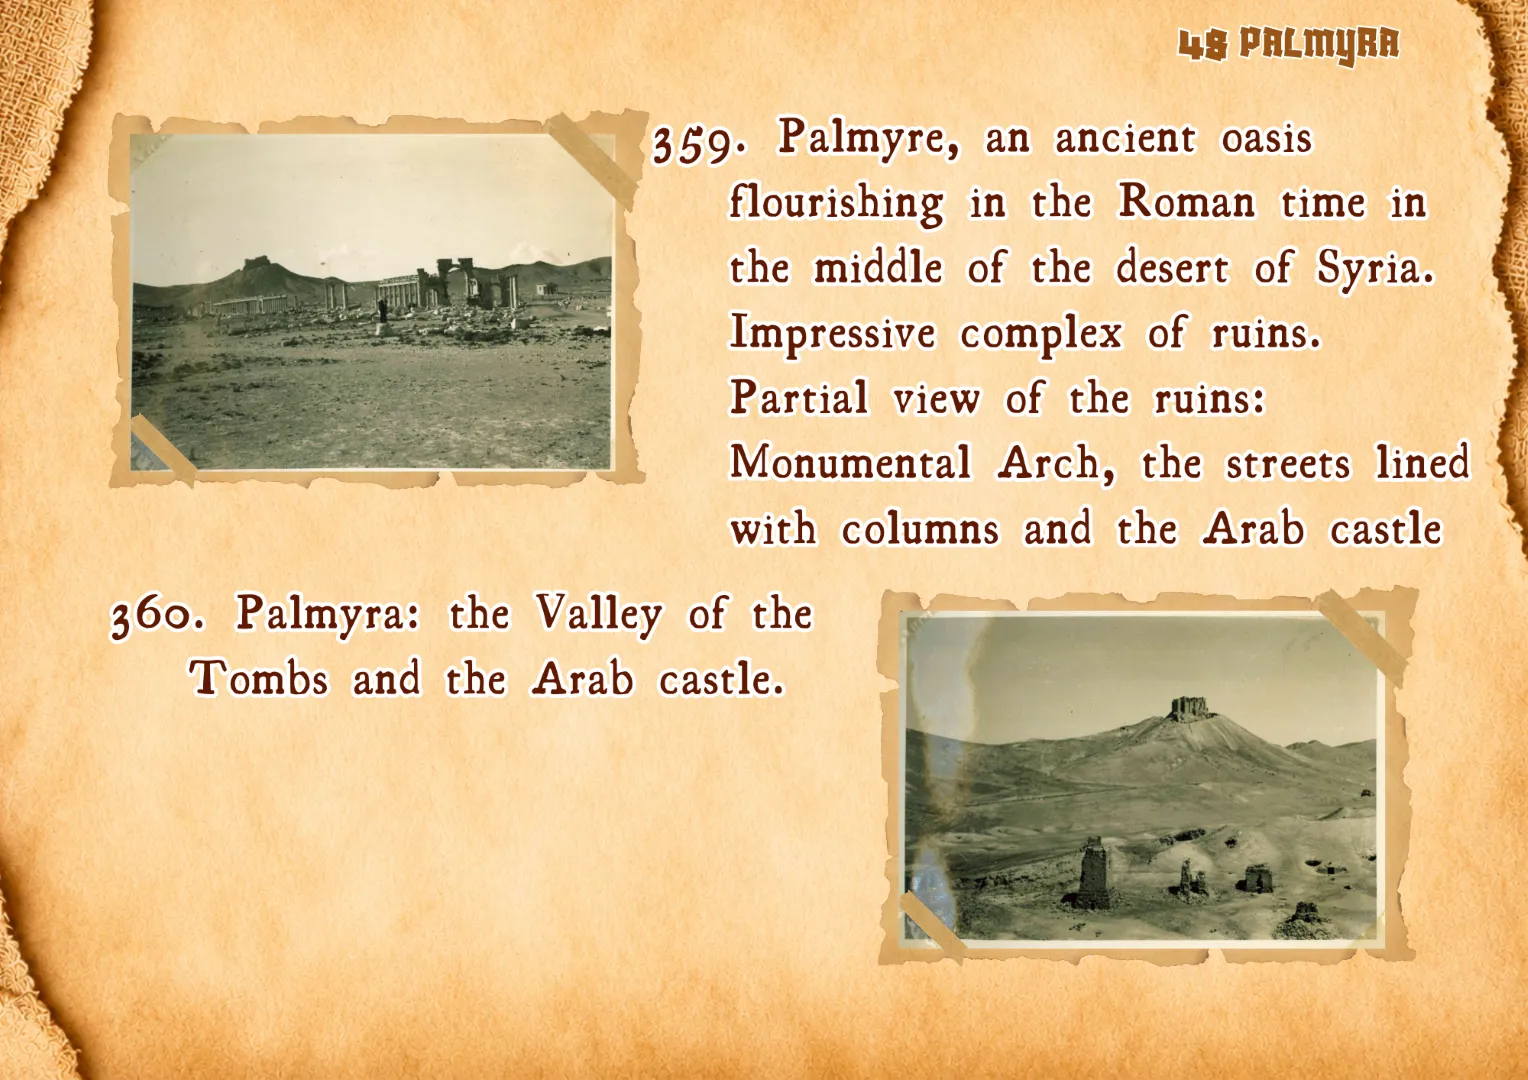 48 PALMYRA
359. Palmyre, an ancient oasis
flourishing in the Roman time in
the middle of the desert of Syria.
Impressive complex of ruins.
Partial view of the ruins:
Monumental Arch, the streets lined
with columns and the Arab castle
360. Palmyra: the Valley of the
Tombs and the Arab castle.